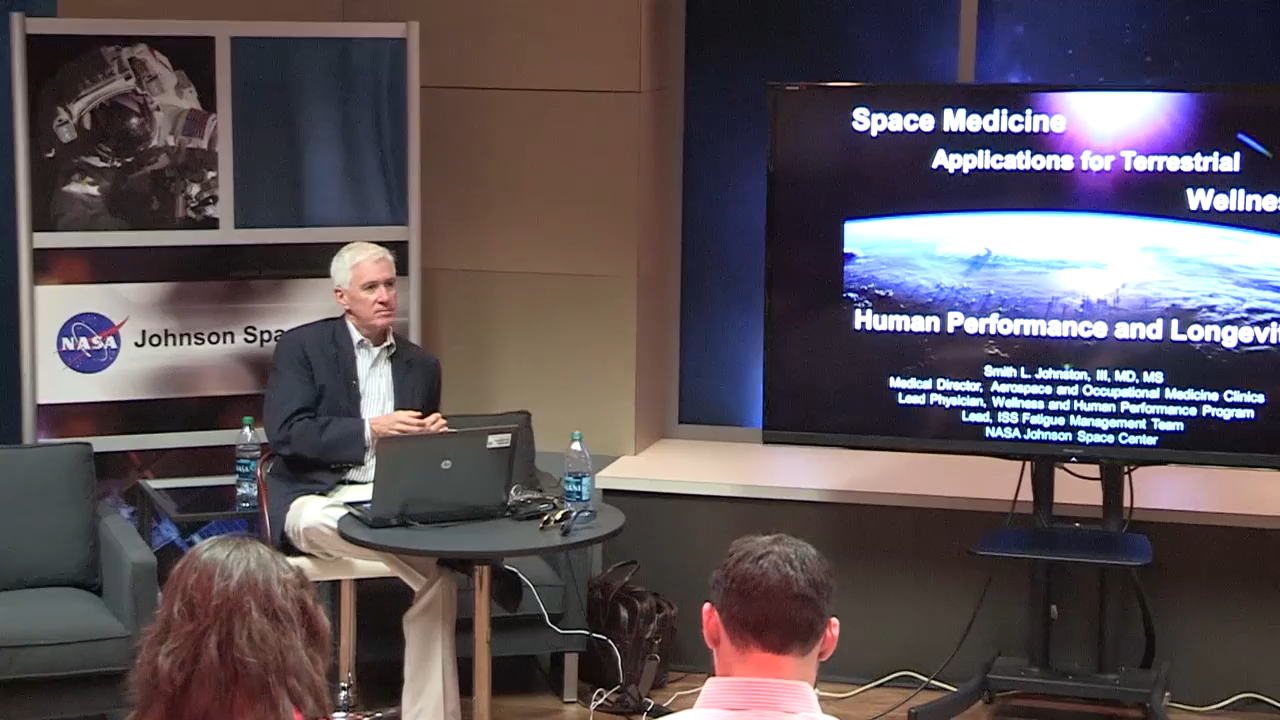 NASA
Johnson Spa
hp
Space Medicine
Applications for Terrestrial
Wellnes
Human Performance and Longevit
Smith L. Johnston, III, MD, MS
Medical Director, Aerospace and Occupational Medicine Clinics
Lead Physician, Wellness and Human Performance Program
Lead, ISS Fatigue Management Team
NASA Johnson Space Center